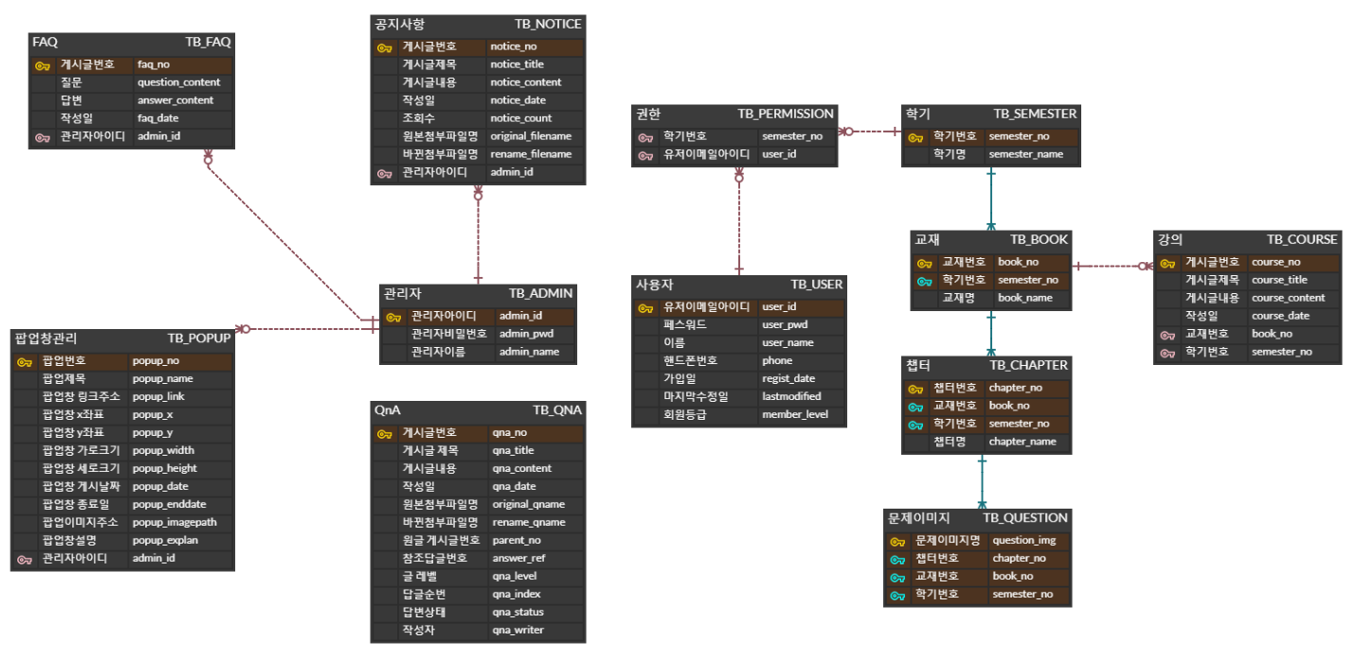 FAQ TB_FAQ
게시글번호 faq_no
질문 question_content
답변 answer_content
작성일 faq_date
관리자아이디 admin_id
공지사항 TB_NOTICE
게시글번호 notice_no
게시글제목 notice_title
게시글내용 notice_content
작성일 notice_date
조회수 notice_count
원본첨부파일명 original_filename
바뀐첨부파일명 rename_filename
관리자아이디 admin_id
관리자 TB_ADMIN
관리자아이디 admin_id
관리자비밀번호 admin_pwd
관리자이름 admin_name
팝업창관리 TB_POPUP
팝업번호 popup_no
팝업제목 popup_name
팝업창 링크주소 popup_link
팝업창 x좌표 popup_x
팝업창 y좌표 popup_y
팝업창 가로크기 popup_width
팝업창 세로크기 popup_height
팝업창 게시날짜 popup_date
팝업창 종료일 popup_enddate
팝업이미지주소 popup_imagepath
팝업창설명 popup_explan
관리자아이디 admin_id
QnA TB_QNA
게시글번호 qna_no
게시글 제목 qna_title
게시글내용 qna_content
작성일 qna_date
원본첨부파일명 original_qname
바뀐첨부파일명 rename_qname
원글 게시글번호 parent_no
참조답글번호 answer_ref
글 레벨 qna_level
답글순번 qna_index
답변상태 qna_status
작성자 qna_writer
권한 TB_PERMISSION
학기번호 semester_no
유저이메일아이디 user_id
사용자 TB_USER
유저이메일아이디 user_id
패스워드 user_pwd
이름 user_name
핸드폰번호 phone
가입일 regist_date
마지막수정일 lastmodified
회원등급 member_level
학기 TB_SEMESTER
학기번호 semester_no
학기명 semester_name
교재 TB_BOOK
교재번호 book_no
학기번호 semester_no
교재명 book_name
강의 TB_COURSE
게시글번호 course_no
게시글제목 course_title
게시글내용 course_content
작성일 course_date
교재번호 book_no
학기번호 semester_no
챕터 TB_CHAPTER
챕터번호 chapter_no
교재번호 book_no
학기번호 semester_no
챕터명 chapter_name
문제이미지 TB_QUESTION
문제이미지명 question_img
챕터번호 chapter_no
교재번호 book_no
학기번호 semester_no